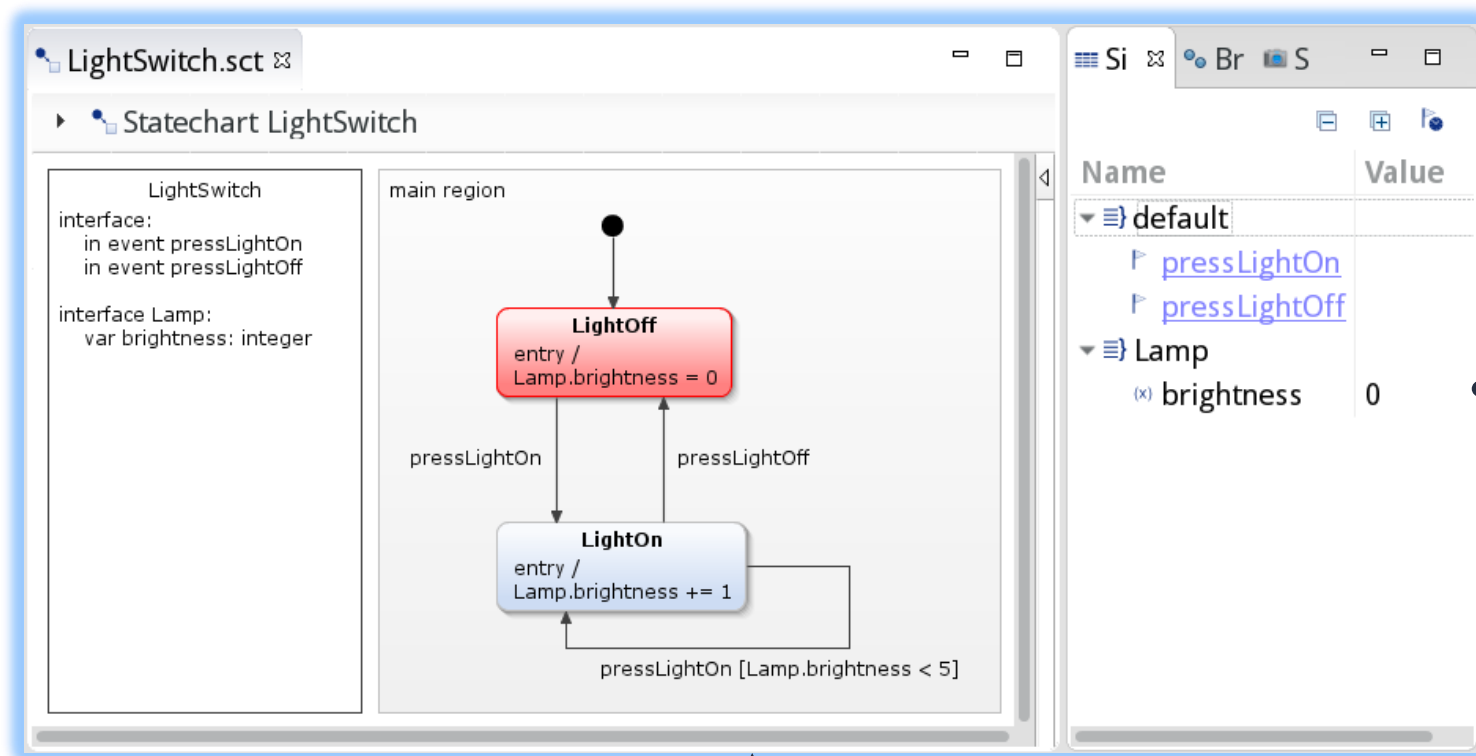 LightSwitch.sct
Statechart LightSwitch
LightSwitch
interface:
in event pressLightOn
in event pressLightOff
interface Lamp:
var brightness: integer
main region
LightOff
entry /
Lamp.brightness = 0
pressLightOn
pressLightOff
LightOn
entry /
Lamp.brightness += 1
pressLightOn [Lamp.brightness < 5]
Si Br S
Name Value
default
pressLightOn
pressLightOff
Lamp
(x) brightness 0